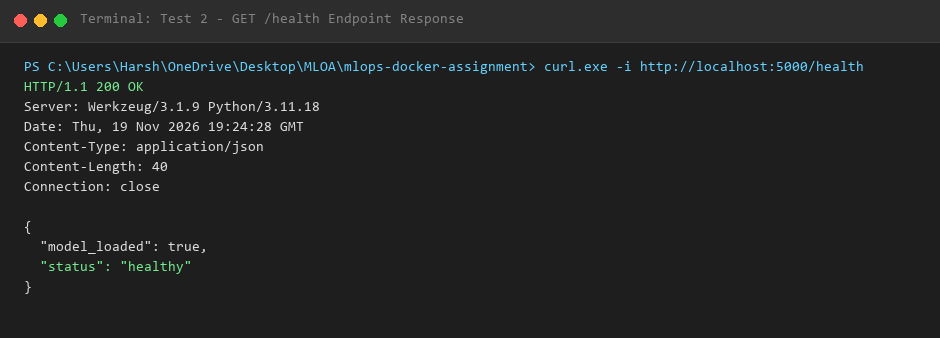 Terminal: Test 2 - GET /health Endpoint Response
PS C:\Users\Harsh\OneDrive\Desktop\MLOA\mlops-docker-assignment> curl.exe -i http://localhost:5000/health
HTTP/1.1 200 OK
Server: Werkzeug/3.1.9 Python/3.11.18
Date: Thu, 19 Nov 2026 19:24:28 GMT
Content-Type: application/json
Content-Length: 40
Connection: close
{
  "model_loaded": true,
  "status": "healthy"
}